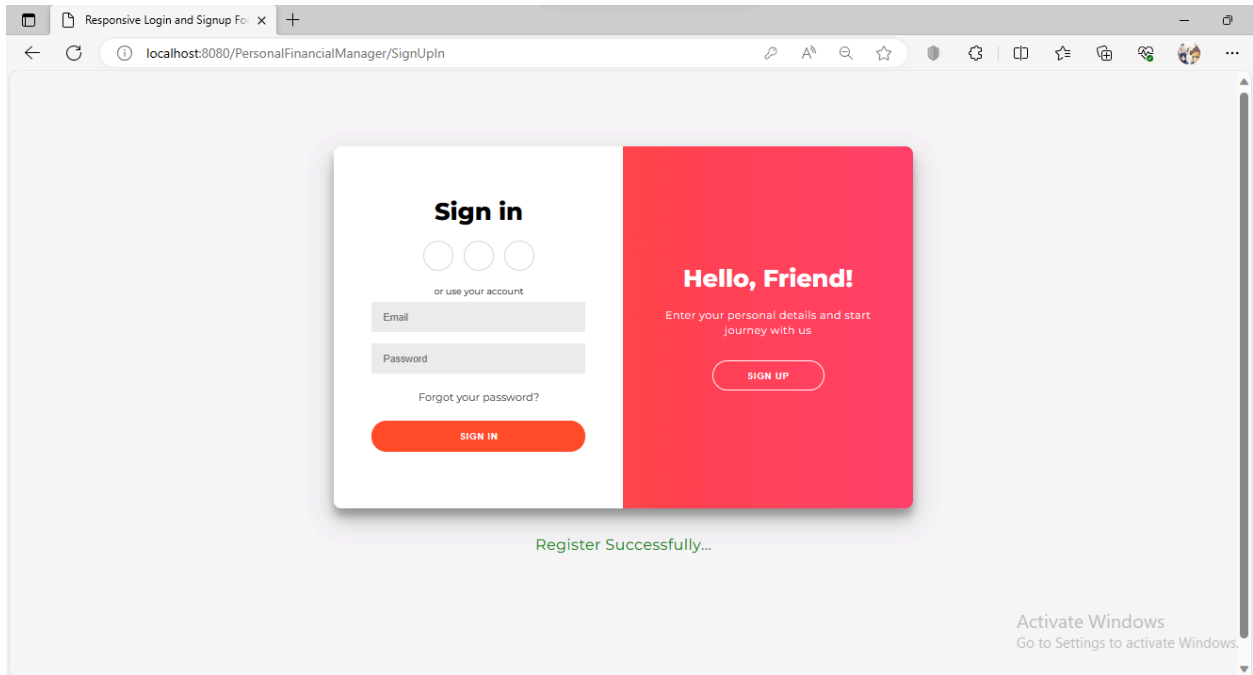 Responsive Login and Signup For
localhost:8080/PersonalFinancialManager/SignUpIn
Sign in
or use your account
Email
Password
Forgot your password?
SIGN IN
Hello, Friend!
Enter your personal details and start
journey with us
SIGN UP
Register Successfully...
Activate Windows
Go to Settings to activate Windows.